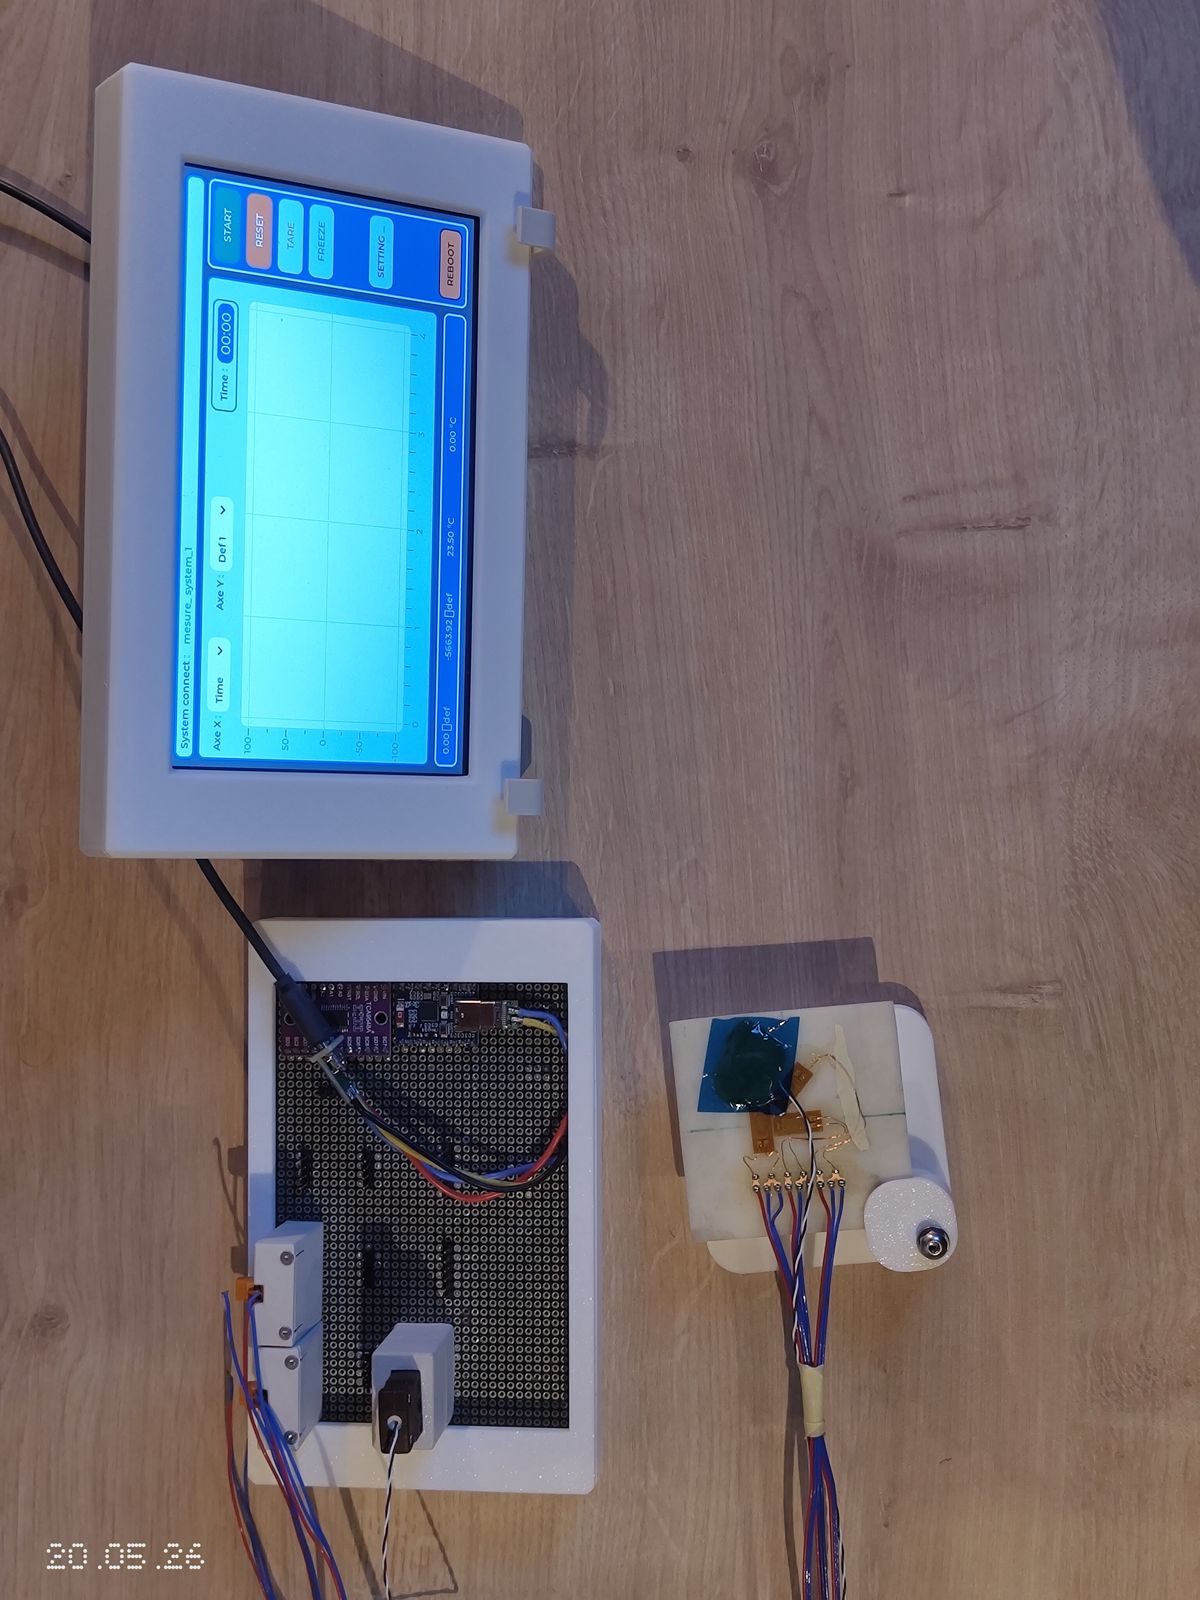 System connect : mesure_system_1
Axe X : Time
Axe Y : Def 1
Time : 00:00
100
50
0
-50
-100
0 2 3 4
START
RESET
TARE
FREEZE
SETTING _
REBOOT
0.00 []def -5663.92 []def 23.50 °C 0.00 °C
TCA9548A
20.05.26